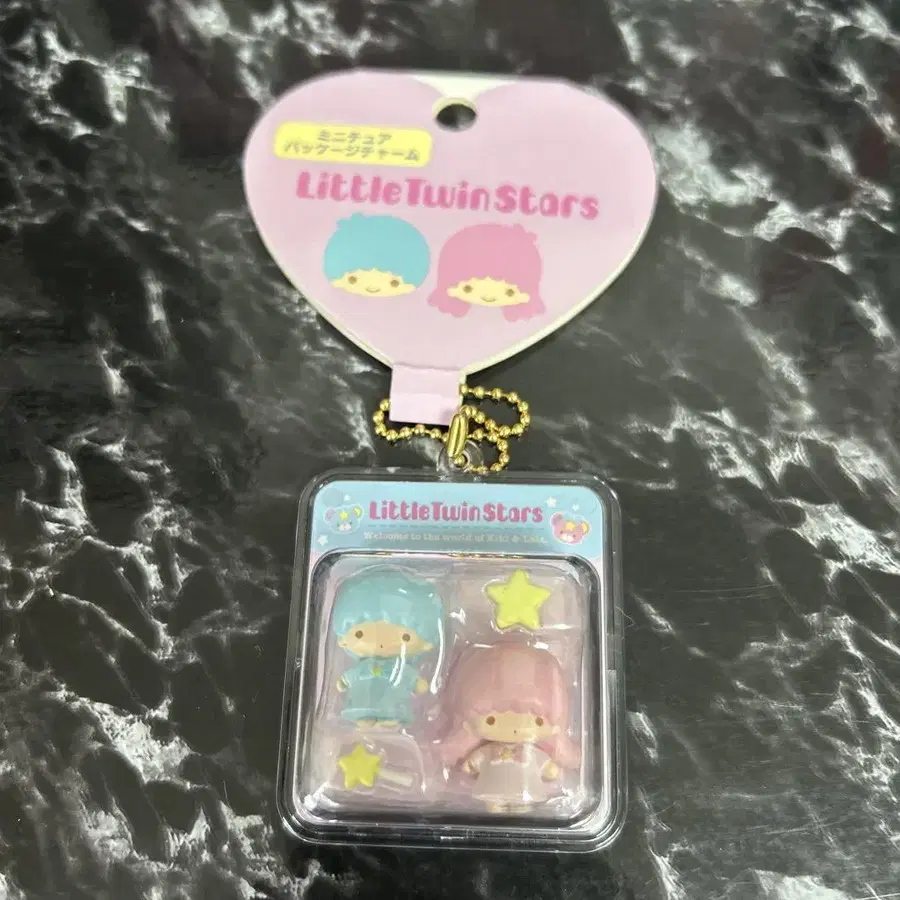 ミニチュア
パッケージチャーム
LittleTwinStars
LittleTwinStars
Welcome to the world of Kiki & Lala.